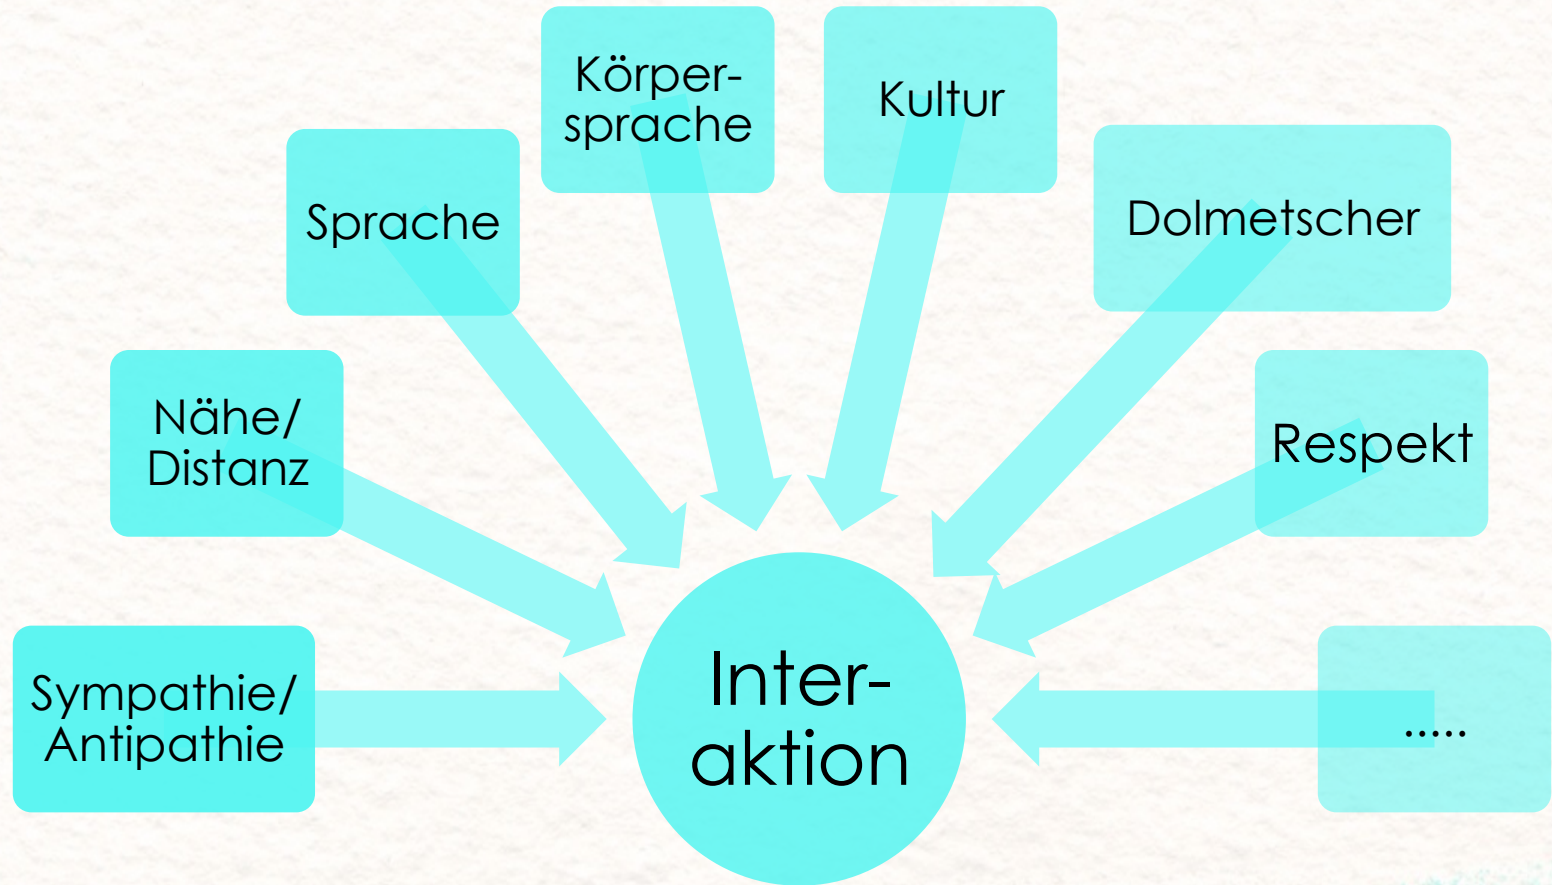 Körper-
sprache
Kultur
Sprache
Dolmetscher
Nähe/
Distanz
Respekt
Sympathie/
Antipathie
Inter-
aktion
.....